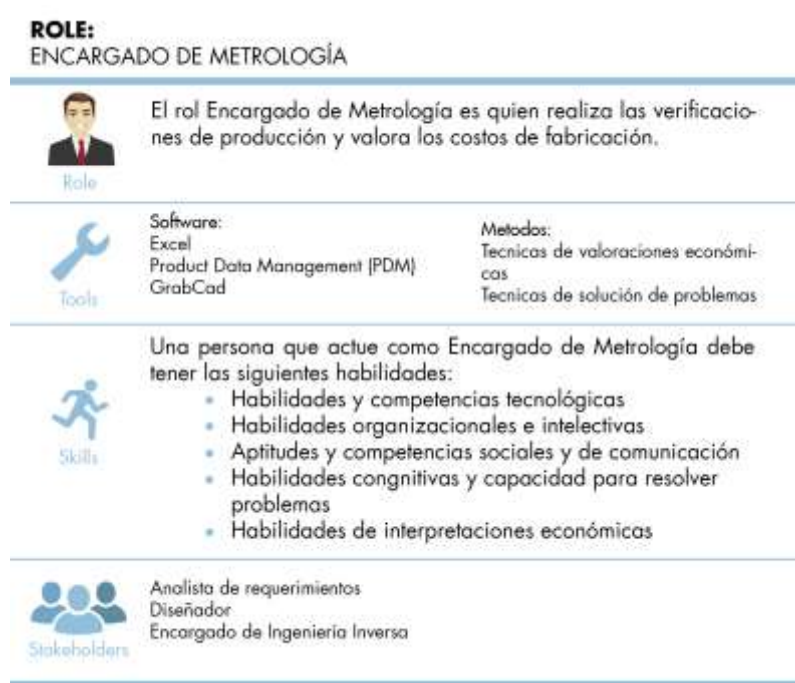 ROLE:
ENCARGADO DE METROLOGÍA
El rol Encargado de Metrología es quien realiza las verificacio-
nes de producción y valora los costos de fabricación.
Role
Software:
Excel
Product Data Management (PDM)
GrabCad
Metodos:
Tecnicas de valoraciones económi-
cas
Tecnicas de solución de problemas
Tools
Una persona que actue como Encargado de Metrología debe
tener las siguientes habilidades:
• Habilidades y competencias tecnológicas
• Habilidades organizacionales e intelectivas
• Aptitudes y competencias sociales y de comunicación
• Habilidades congnitivas y capacidad para resolver
problemas
• Habilidades de interpretaciones económicas
Skills
Analista de requerimientos
Diseñador
Encargado de Ingeniería Inversa
Stakeholders